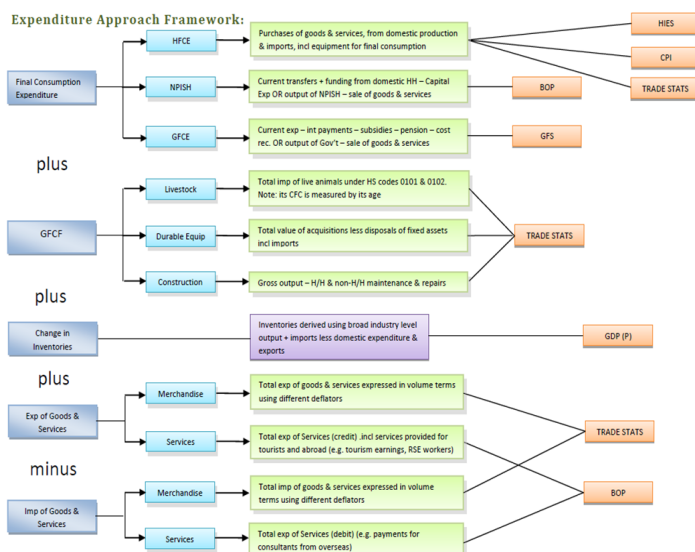 Expenditure Approach Framework:
HFCE
Purchases of goods & services, from domestic production
& imports, incl equipment for final consumption
HIES
CPI
TRADE STATS
Final Consumption
Expenditure
NPISH
Current transfers + funding from domestic HH – Capital
Exp OR output of NPISH – sale of goods & services
BOP
GFCE
Current exp – int payments – subsidies – pension – cost
rec. OR output of Gov't – sale of goods & services
GFS
plus
GFCF
Livestock
Total imp of live animals under HS codes 0101 & 0102.
Note: its CFC is measured by its age
Durable Equip
Total value of acquisitions less disposals of fixed assets
incl imports
TRADE STATS
Construction
Gross output – H/H & non-H/H maintenance & repairs
plus
Change in
Inventories
Inventories derived using broad industry level
output + imports less domestic expenditure &
exports
GDP (P)
plus
Exp of Goods &
Services
Merchandise
Total exp of goods & services expressed in volume terms
using different deflators
TRADE STATS
Services
Total exp of Services (credit) .incl services provided for
tourists and abroad (e.g. tourism earnings, RSE workers)
minus
Imp of Goods &
Services
Merchandise
Total imp of goods & services expressed in volume
terms using different deflators
BOP
Services
Total exp of Services (debit) (e.g. payments for
consultants from overseas)